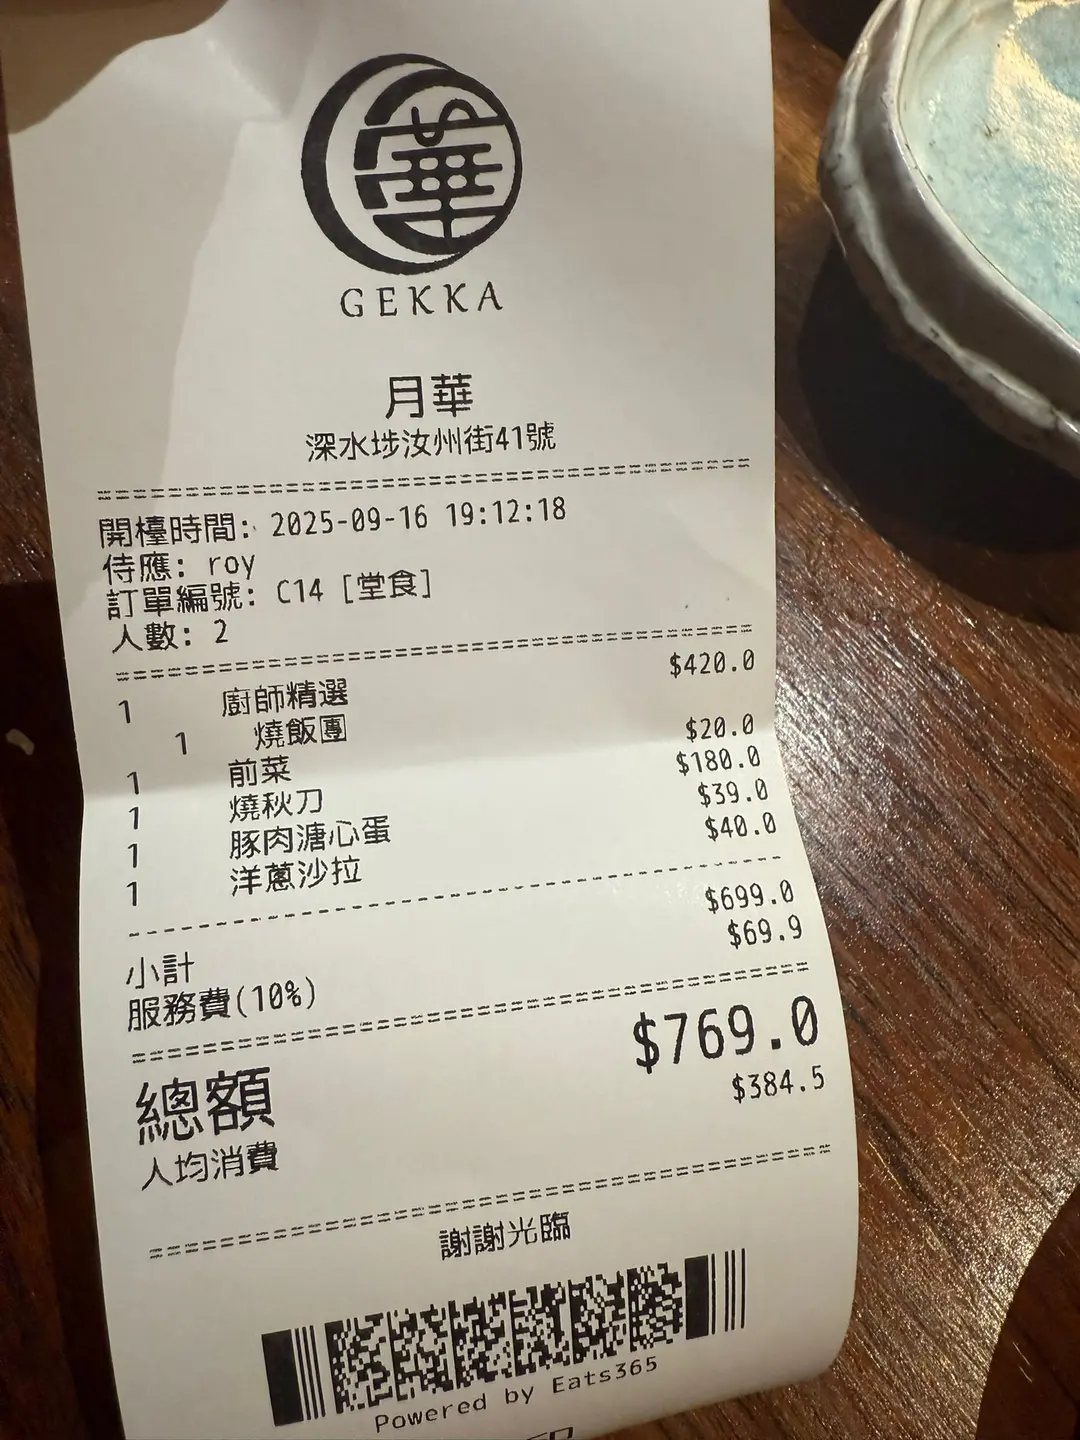 華
GEKKA
月華
深水埗汝州街41號
開檯時間: 2025-09-16 19:12:18
侍應: roy
訂單編號: C14 [堂食]
人數: 2
1 廚師精選 $420.0
1 燒飯團
1 前菜 $20.0
1 燒秋刀 $180.0
1 豚肉溏心蛋 $39.0
1 洋蔥沙拉 $40.0
小計 $699.0
服務費(10%) $69.9
總額 $769.0
人均消費 $384.5
謝謝光臨
Powered by Eats365